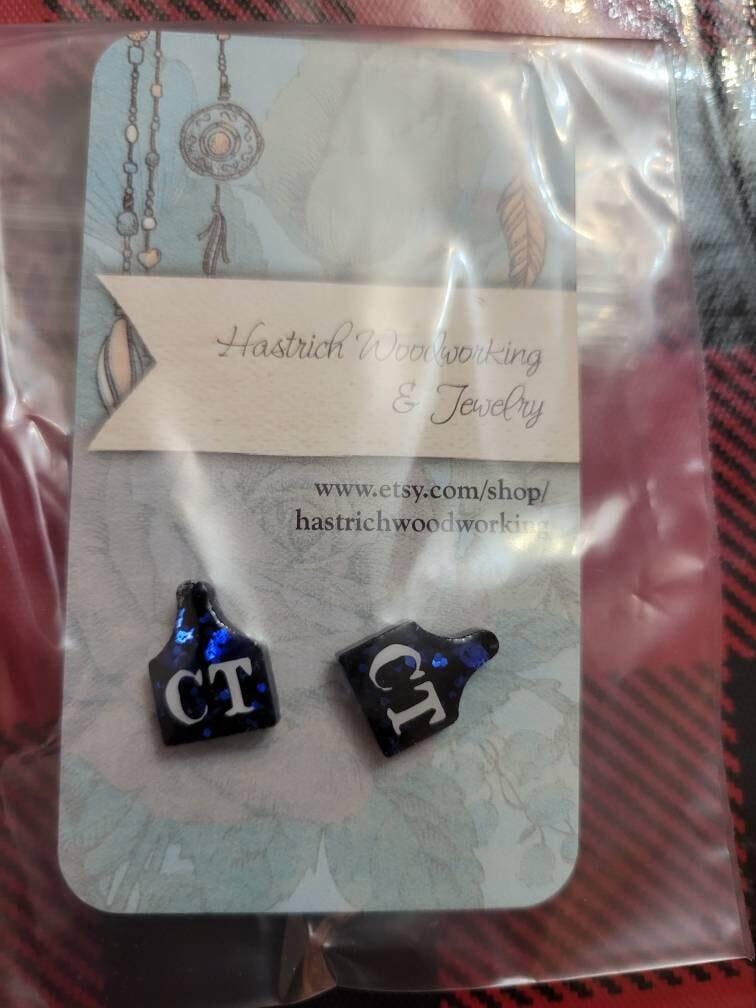 Hastrich Woodworking
& Jewelry
www.etsy.com/shop/
hastrichwoodworking
CT
CT